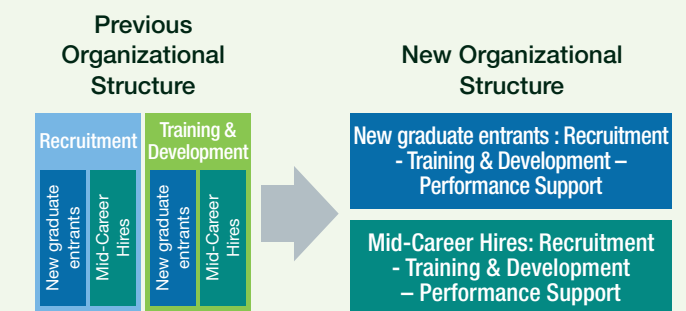 Previous
Organizational
Structure
Recruitment
New graduate
entrants
Mid-Career
Hires
Training &
Development
New graduate
entrants
Mid-Career
Hires
New Organizational
Structure
New graduate entrants : Recruitment
- Training & Development –
Performance Support
Mid-Career Hires: Recruitment
- Training & Development
– Performance Support